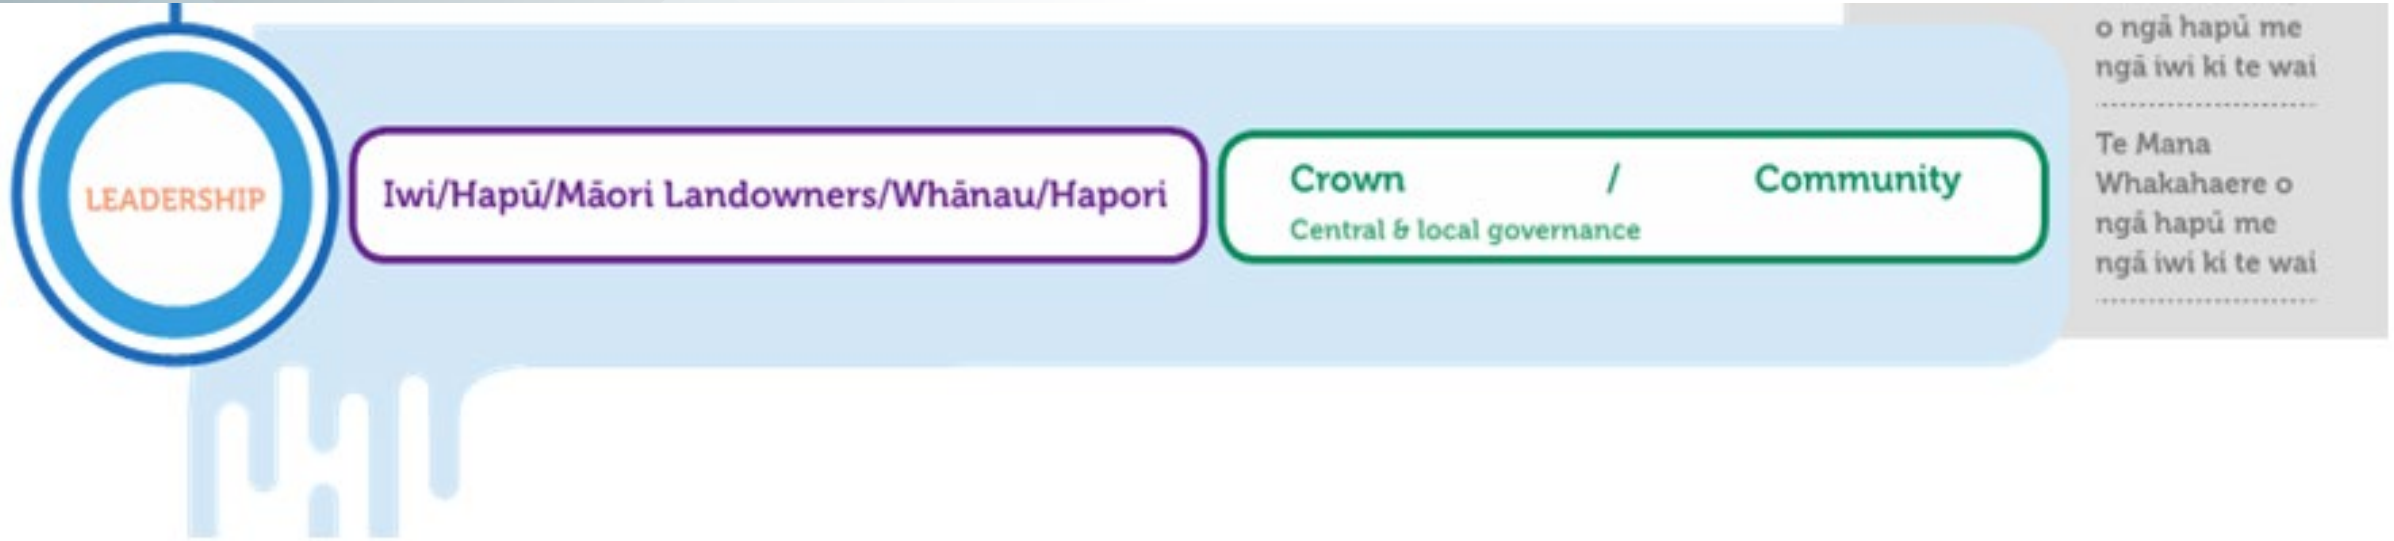 LEADERSHIP
Iwi/Hapū/Māori Landowners/Whānau/Hapori
Crown / Community
Central & local governance
o ngā hapū me
ngā iwi ki te wai
Te Mana
Whakahaere o
ngā hapū me
ngā iwi ki te wai